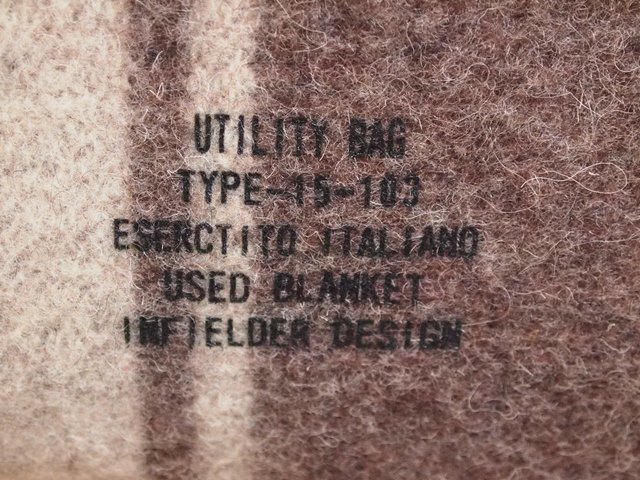 UTILITY BAG
TYPE-15-103
ESERCTITO ITALIANO
USED BLANKET
INFIELDER DESIGN